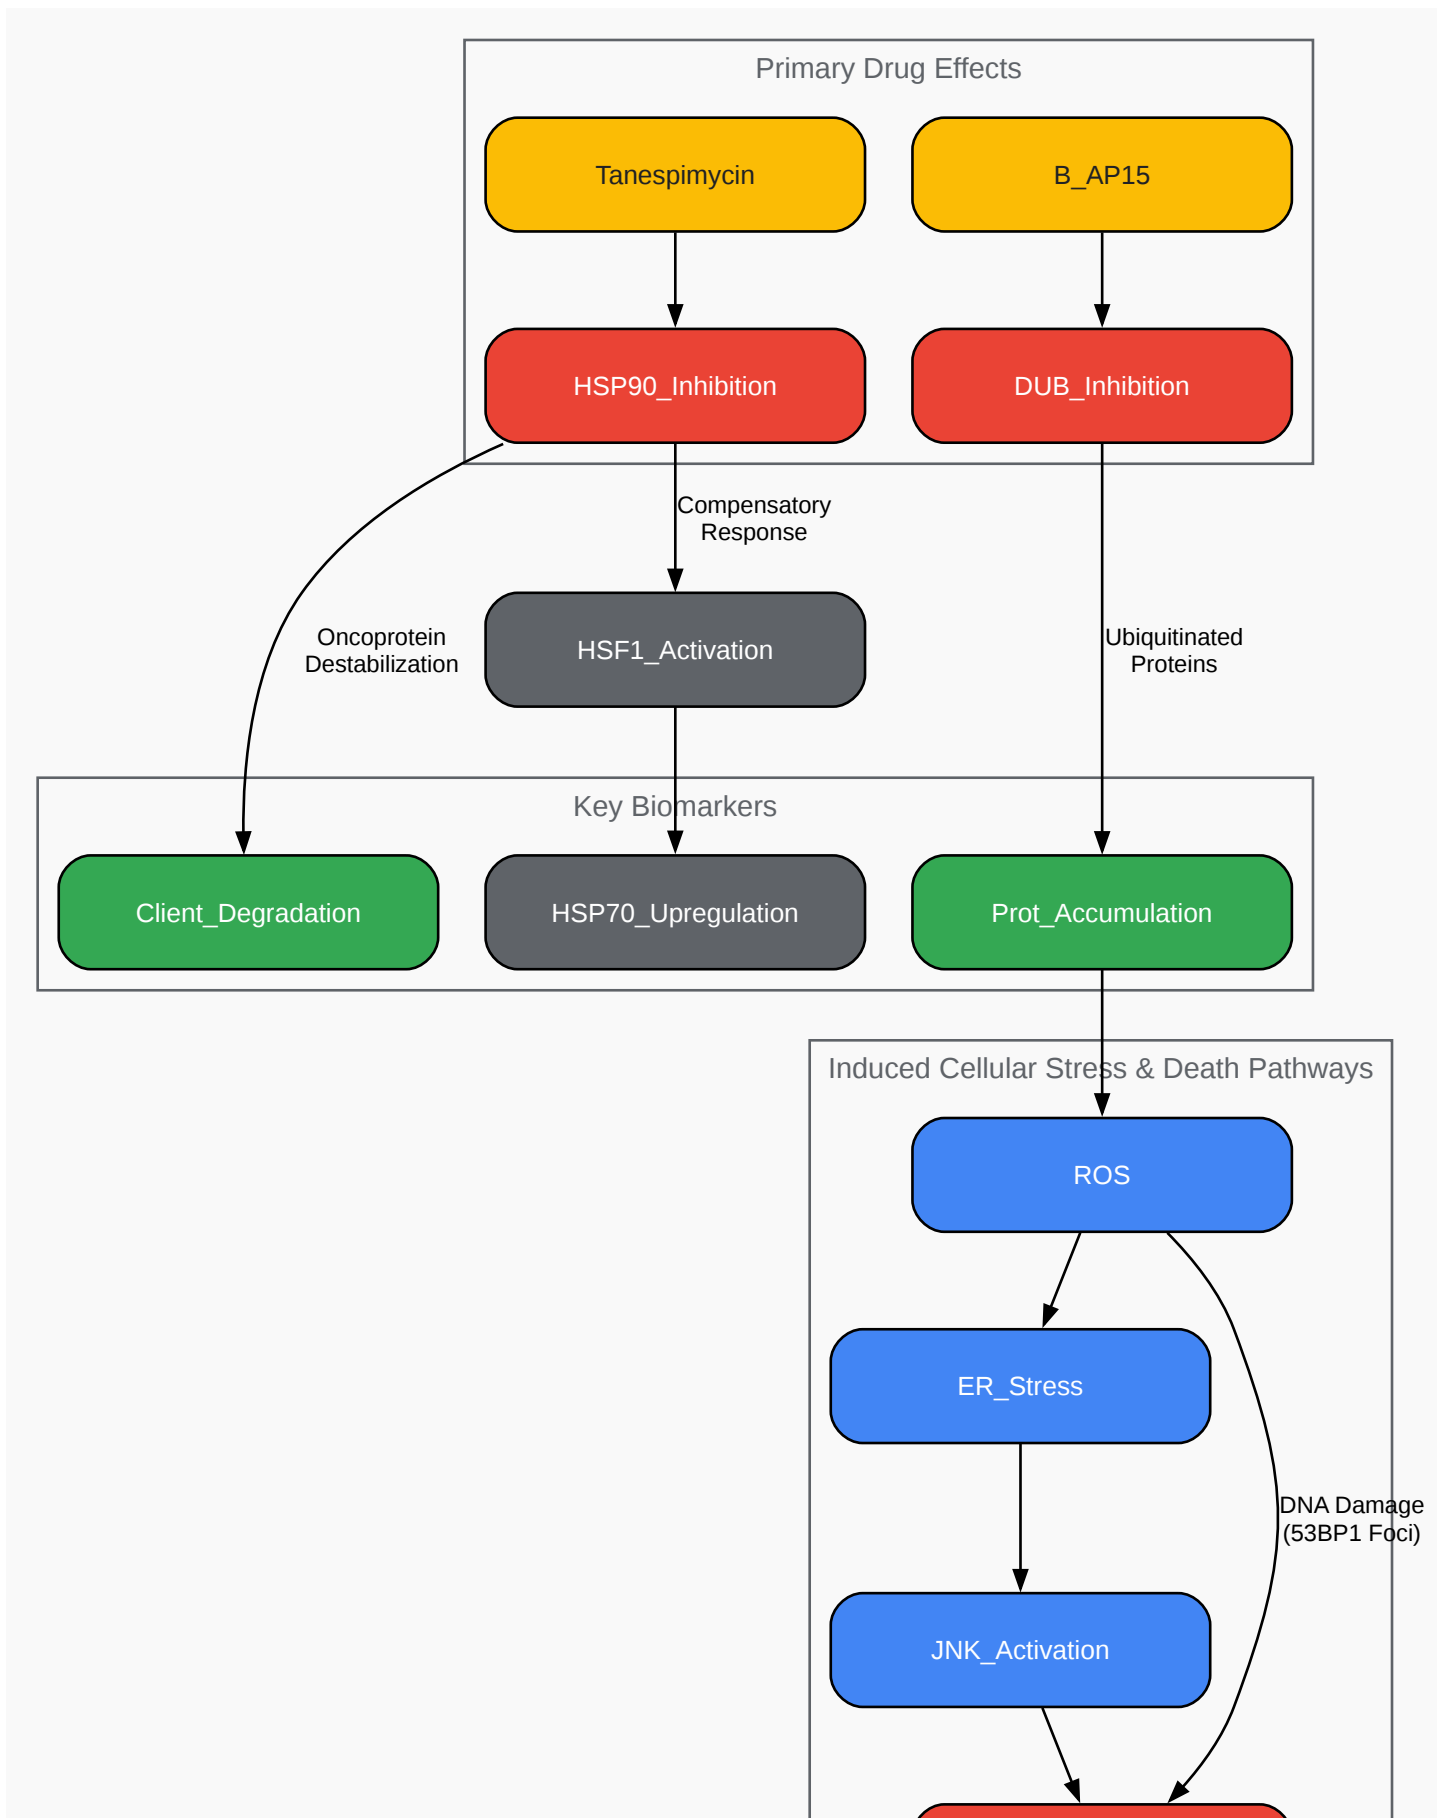 Primary Drug Effects
Tanespimycin
B_AP15
HSP90_Inhibition
DUB_Inhibition
Compensatory
Response
Oncoprotein
Destabilization
HSF1_Activation
Ubiquitinated
Proteins
Key Biomarkers
Client_Degradation
HSP70_Upregulation
Prot_Accumulation
Induced Cellular Stress & Death Pathways
ROS
ER_Stress
DNA Damage
(53BP1 Foci)
JNK_Activation